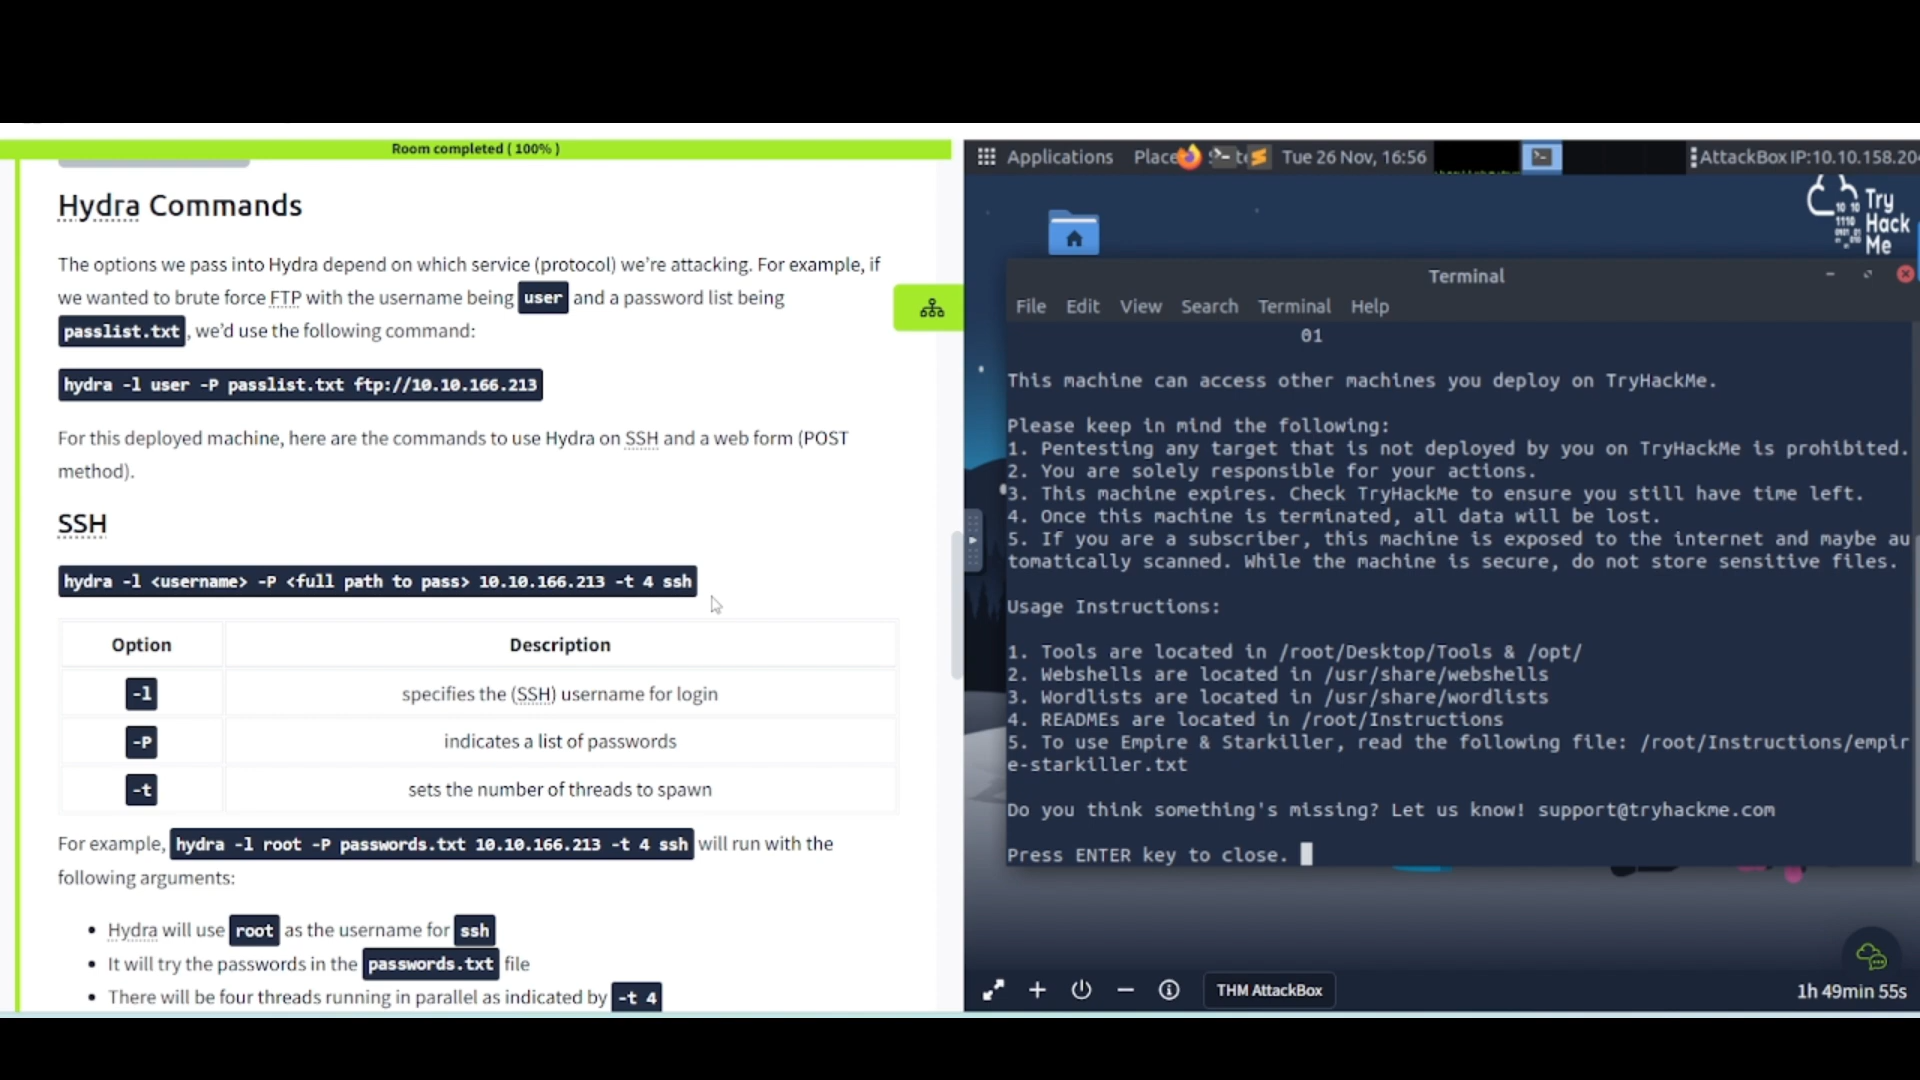 Room completed ( 100% )
Hydra Commands
The options we pass into Hydra depend on which service (protocol) we’re attacking. For example, if
we wanted to brute force FTP with the username being user and a password list being
passlist.txt , we’d use the following command:
hydra -l user -P passlist.txt ftp://10.10.166.213
For this deployed machine, here are the commands to use Hydra on SSH and a web form (POST
method).
SSH
hydra -l <username> -P <full path to pass> 10.10.166.213 -t 4 ssh
Option Description
-l specifies the (SSH) username for login
-P indicates a list of passwords
-t sets the number of threads to spawn
For example, hydra -l root -P passwords.txt 10.10.166.213 -t 4 ssh will run with the
following arguments:
• Hydra will use root as the username for ssh
• It will try the passwords in the passwords.txt file
• There will be four threads running in parallel as indicated by -t 4
Applications Place Tue 26 Nov, 16:56 AttackBox IP:10.10.158.20
Try
Hack
Me
Terminal
File Edit View Search Terminal Help
01
This machine can access other machines you deploy on TryHackMe.
Please keep in mind the following:
1. Pentesting any target that is not deployed by you on TryHackMe is prohibited.
2. You are solely responsible for your actions.
3. This machine expires. Check TryHackMe to ensure you still have time left.
4. Once this machine is terminated, all data will be lost.
5. If you are a subscriber, this machine is exposed to the internet and maybe au
tomatically scanned. While the machine is secure, do not store sensitive files.
Usage Instructions:
1. Tools are located in /root/Desktop/Tools & /opt/
2. Webshells are located in /usr/share/webshells
3. Wordlists are located in /usr/share/wordlists
4. READMEs are located in /root/Instructions
5. To use Empire & Starkiller, read the following file: /root/Instructions/empir
e-starkiller.txt
Do you think something's missing? Let us know! support@tryhackme.com
Press ENTER key to close.
THM AttackBox
1h 49min 55s